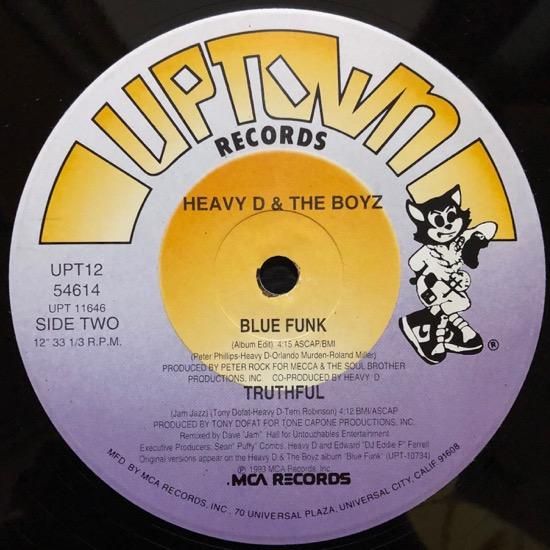 UPTOWN
RECORDS
HEAVY D & THE BOYZ
UPT12
54614
UPT 11646
SIDE TWO
12" 33 1/3 R.P.M.
®
BLUE FUNK
(Album Edit) 4:15 ASCAP/BMI
(Peter Phillips-Heavy D-Orlando Murden-Roland Miller)
PRODUCED BY PETER ROCK FOR MECCA & THE SOUL BROTHER
PRODUCTIONS, INC. CO-PRODUCED BY HEAVY D
TRUTHFUL
(Jam Jazz) (Tony Dofat-Heavy D-Terri Robinson) 4:12 BMI/ASCAP
PRODUCED BY TONY DOFAT FOR TONE CAPONE PRODUCTIONS, INC.
Remixed by Dave "Jam" Hall for Untouchables Entertainment
Executive Producers: Sean "Puffy" Combs, Heavy D and Edward "DJ Eddie F" Ferrell
Original versions appear on the Heavy D & The Boyz album 'Blue Funk' (UPT-10734)
Ⓟ 1993 MCA Records, Inc.
MCA RECORDS
MFD. BY MCA RECORDS, INC., 70 UNIVERSAL PLAZA, UNIVERSAL CITY, CALIF. 91608